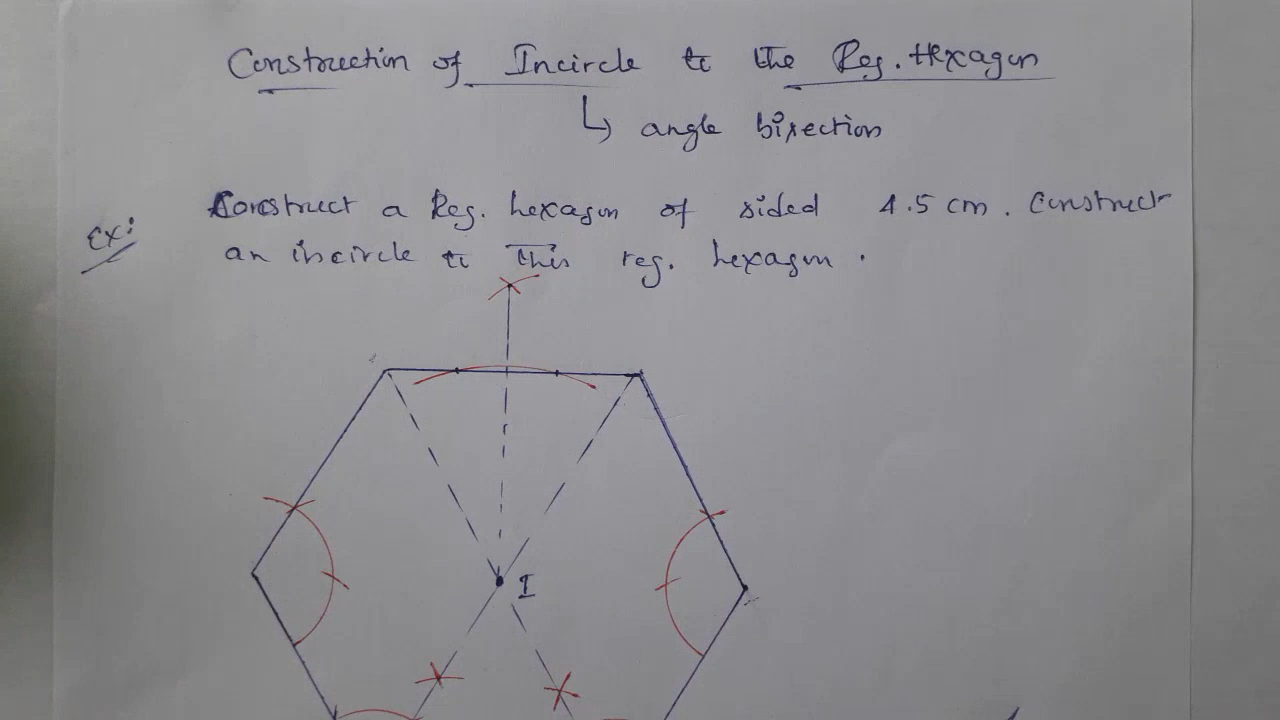 Construction of Incircle to the Reg. Hexagon
↳ angle bisection
Ex: Construct a Reg. hexagon of sided 4.5 cm. Construct
an incircle to this reg. hexagon.
I